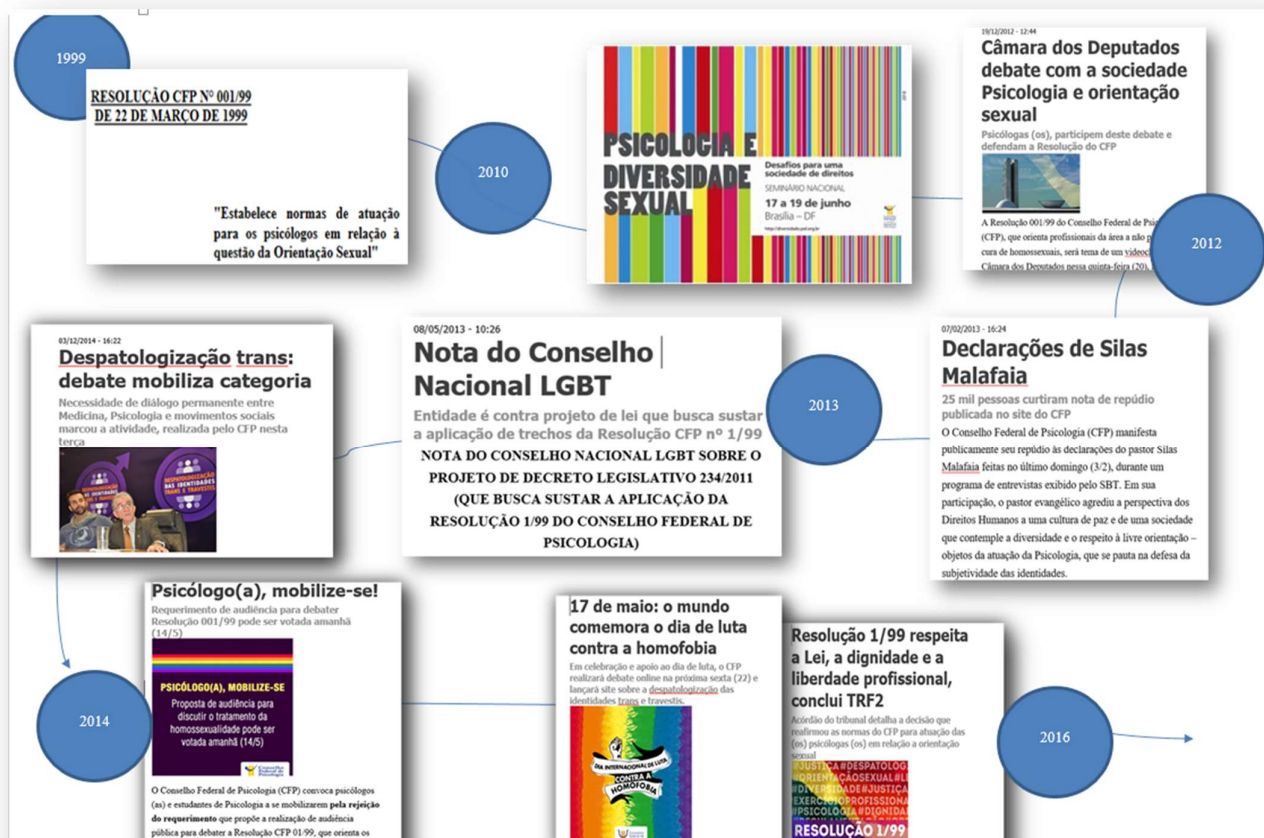 1999
RESOLUÇÃO CFP Nº 001/99
DE 22 DE MARÇO DE 1999
"Estabelece normas de atuação
para os psicólogos em relação à
questão da Orientação Sexual"
2010
PSICOLOGIA E
DIVERSIDADE
SEXUAL
Desafios para uma
sociedade de direitos
SEMINÁRIO NACIONAL
17 a 19 de junho
Brasília – DF
19/12/2012 - 12:44
Câmara dos Deputados
debate com a sociedade
Psicologia e orientação
sexual
Psicólogas (os), participem deste debate e
defendam a Resolução do CFP
A Resolução 001/99 do Conselho Federal de
(CFP), que orienta profissionais da área a não
cura de homossexuais, será tema de um
Câmara dos Deputados nessa quinta-feira (20),
2012
07/02/2013 - 16:24
Declarações de Silas
Malafaia
25 mil pessoas curtiram nota de repúdio
publicada no site do CFP
O Conselho Federal de Psicologia (CFP) manifesta
publicamente seu repúdio às declarações do pastor Silas
Malafaia feitas no último domingo (3/2), durante um
programa de entrevistas exibido pelo SBT. Em sua
participação, o pastor evangélico agrediu a perspectiva dos
Direitos Humanos a uma cultura de paz e de uma sociedade
que contemple a diversidade e o respeito à livre orientação –
objetos da atuação da Psicologia, que se pauta na defesa da
subjetividade das identidades.
2013
08/05/2013 - 10:26
Nota do Conselho
Nacional LGBT
Entidade é contra projeto de lei que busca sustar
a aplicação de trechos da Resolução CFP nº 1/99
NOTA DO CONSELHO NACIONAL LGBT SOBRE O
PROJETO DE DECRETO LEGISLATIVO 234/2011
(QUE BUSCA SUSTAR A APLICAÇÃO DA
RESOLUÇÃO 1/99 DO CONSELHO FEDERAL DE
PSICOLOGIA)
03/12/2014 - 16:22
Despatologização trans:
debate mobiliza categoria
Necessidade de diálogo permanente entre
Medicina, Psicologia e movimentos sociais
marcou a atividade, realizada pelo CFP nesta
terça
DESPATOLOGIZAÇÃO
DAS IDENTIDADES
TRANS E TRAVESTIS
2014
Psicólogo(a), mobilize-se!
Requerimento de audiência para debater
Resolução 001/99 pode ser votada amanhã
(14/5)
PSICÓLOGO(A), MOBILIZE-SE
Proposta de audiência para
discutir o tratamento da
homossexualidade pode ser
votada amanhã (14/5)
Conselho
Federal de
Psicologia
O Conselho Federal de Psicologia (CFP) convoca psicólogos
(as) e estudantes de Psicologia a se mobilizarem pela rejeição
do requerimento que propõe a realização de audiência
pública para debater a Resolução CFP 01/99, que orienta os
17 de maio: o mundo
comemora o dia de luta
contra a homofobia
Em celebração e apoio ao dia de luta, o CFP
realizará debate online na próxima sexta (22) e
lançará site sobre a despatologização das
identidades trans e travestis.
DIA INTERNACIONAL DE LUTA
CONTRA A
HOMOFOBIA
Resolução 1/99 respeita
a Lei, a dignidade e a
liberdade profissional,
conclui TRF2
Acórdão do tribunal detalha a decisão que
reafirmou as normas do CFP para atuação das
(os) psicólogas (os) em relação a orientação
sexual
RESOLUÇÃO 1/99
2016